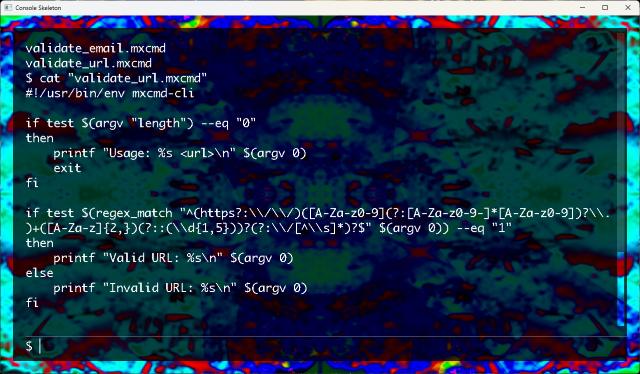 Console Skeleton
validate_email.mxcmd
validate_url.mxcmd
$ cat "validate_url.mxcmd"
#!/usr/bin/env mxcmd-cli

if test $(argv "length") --eq "0"
then
    printf "Usage: %s <url>\n" $(argv 0)
    exit
fi

if test $(regex_match "^(https?:\\/\\/)([A-Za-z0-9](?:[A-Za-z0-9-]*[A-Za-z0-9])?\\.
)+([A-Za-z]{2,})(?::(\\d{1,5}))?(?:\\/[^\\s]*)?$" $(argv 0)) --eq "1"
then
    printf "Valid URL: %s\n" $(argv 0)
else
    printf "Invalid URL: %s\n" $(argv 0)
fi

$